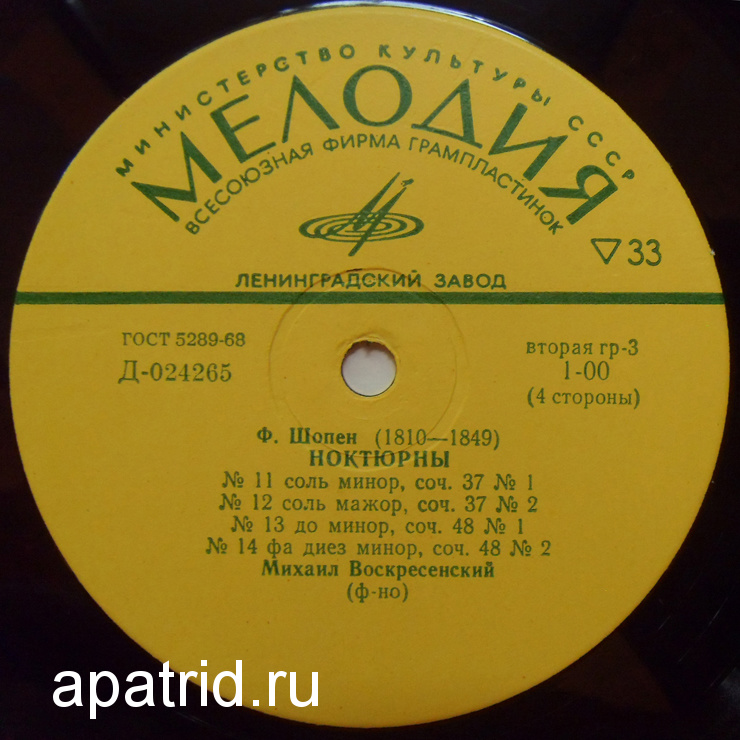 МИНИСТЕРСТВО КУЛЬТУРЫ СССР
МЕЛОДИЯ
ВСЕСОЮЗНАЯ ФИРМА ГРАМПЛАСТИНОК
▽33
ЛЕНИНГРАДСКИЙ ЗАВОД
ГОСТ 5289-68
Д-024265
вторая гр-3
1-00
(4 стороны)
Ф. Шопен (1810—1849)
НОКТЮРНЫ
№ 11 соль минор, соч. 37 № 1
№ 12 соль мажор, соч. 37 № 2
№ 13 до минор, соч. 48 № 1
№ 14 фа диез минор, соч. 48 № 2
Михаил Воскресенский
(ф-но)
apatrid.ru